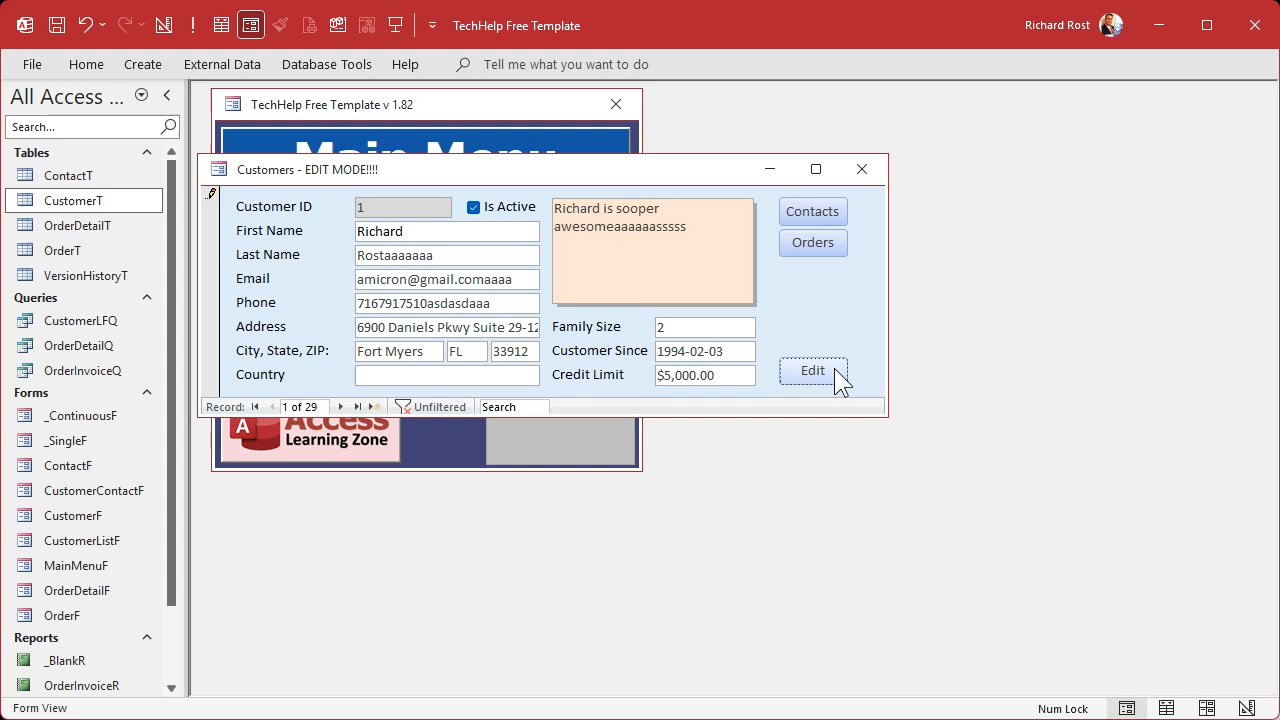 TechHelp Free Template
Richard Rost
File Home Create External Data Database Tools Help Tell me what you want to do
All Access ...
Search...
Tables
ContactT
CustomerT
OrderDetailT
OrderT
VersionHistoryT
Queries
CustomerLFQ
OrderDetailQ
OrderInvoiceQ
Forms
_ContinuousF
_SingleF
ContactF
CustomerContactF
CustomerF
CustomerListF
MainMenuF
OrderDetailF
OrderF
Reports
_BlankR
OrderInvoiceR
TechHelp Free Template v 1.82
Main Menu
Customers - EDIT MODE!!!!
Customer ID 1 Is Active
First Name Richard
Last Name Rostaaaaaaa
Email amicron@gmail.comaaaa
Phone 7167917510asdasdaaa
Address 6900 Daniels Pkwy Suite 29-12
City, State, ZIP: Fort Myers FL 33912
Country
Richard is sooper
awesomeaaaaaasssss
Family Size 2
Customer Since 1994-02-03
Credit Limit $5,000.00
Contacts
Orders
Edit
Record: 1 of 29 Unfiltered Search
A Access
Learning Zone
Form View
Num Lock